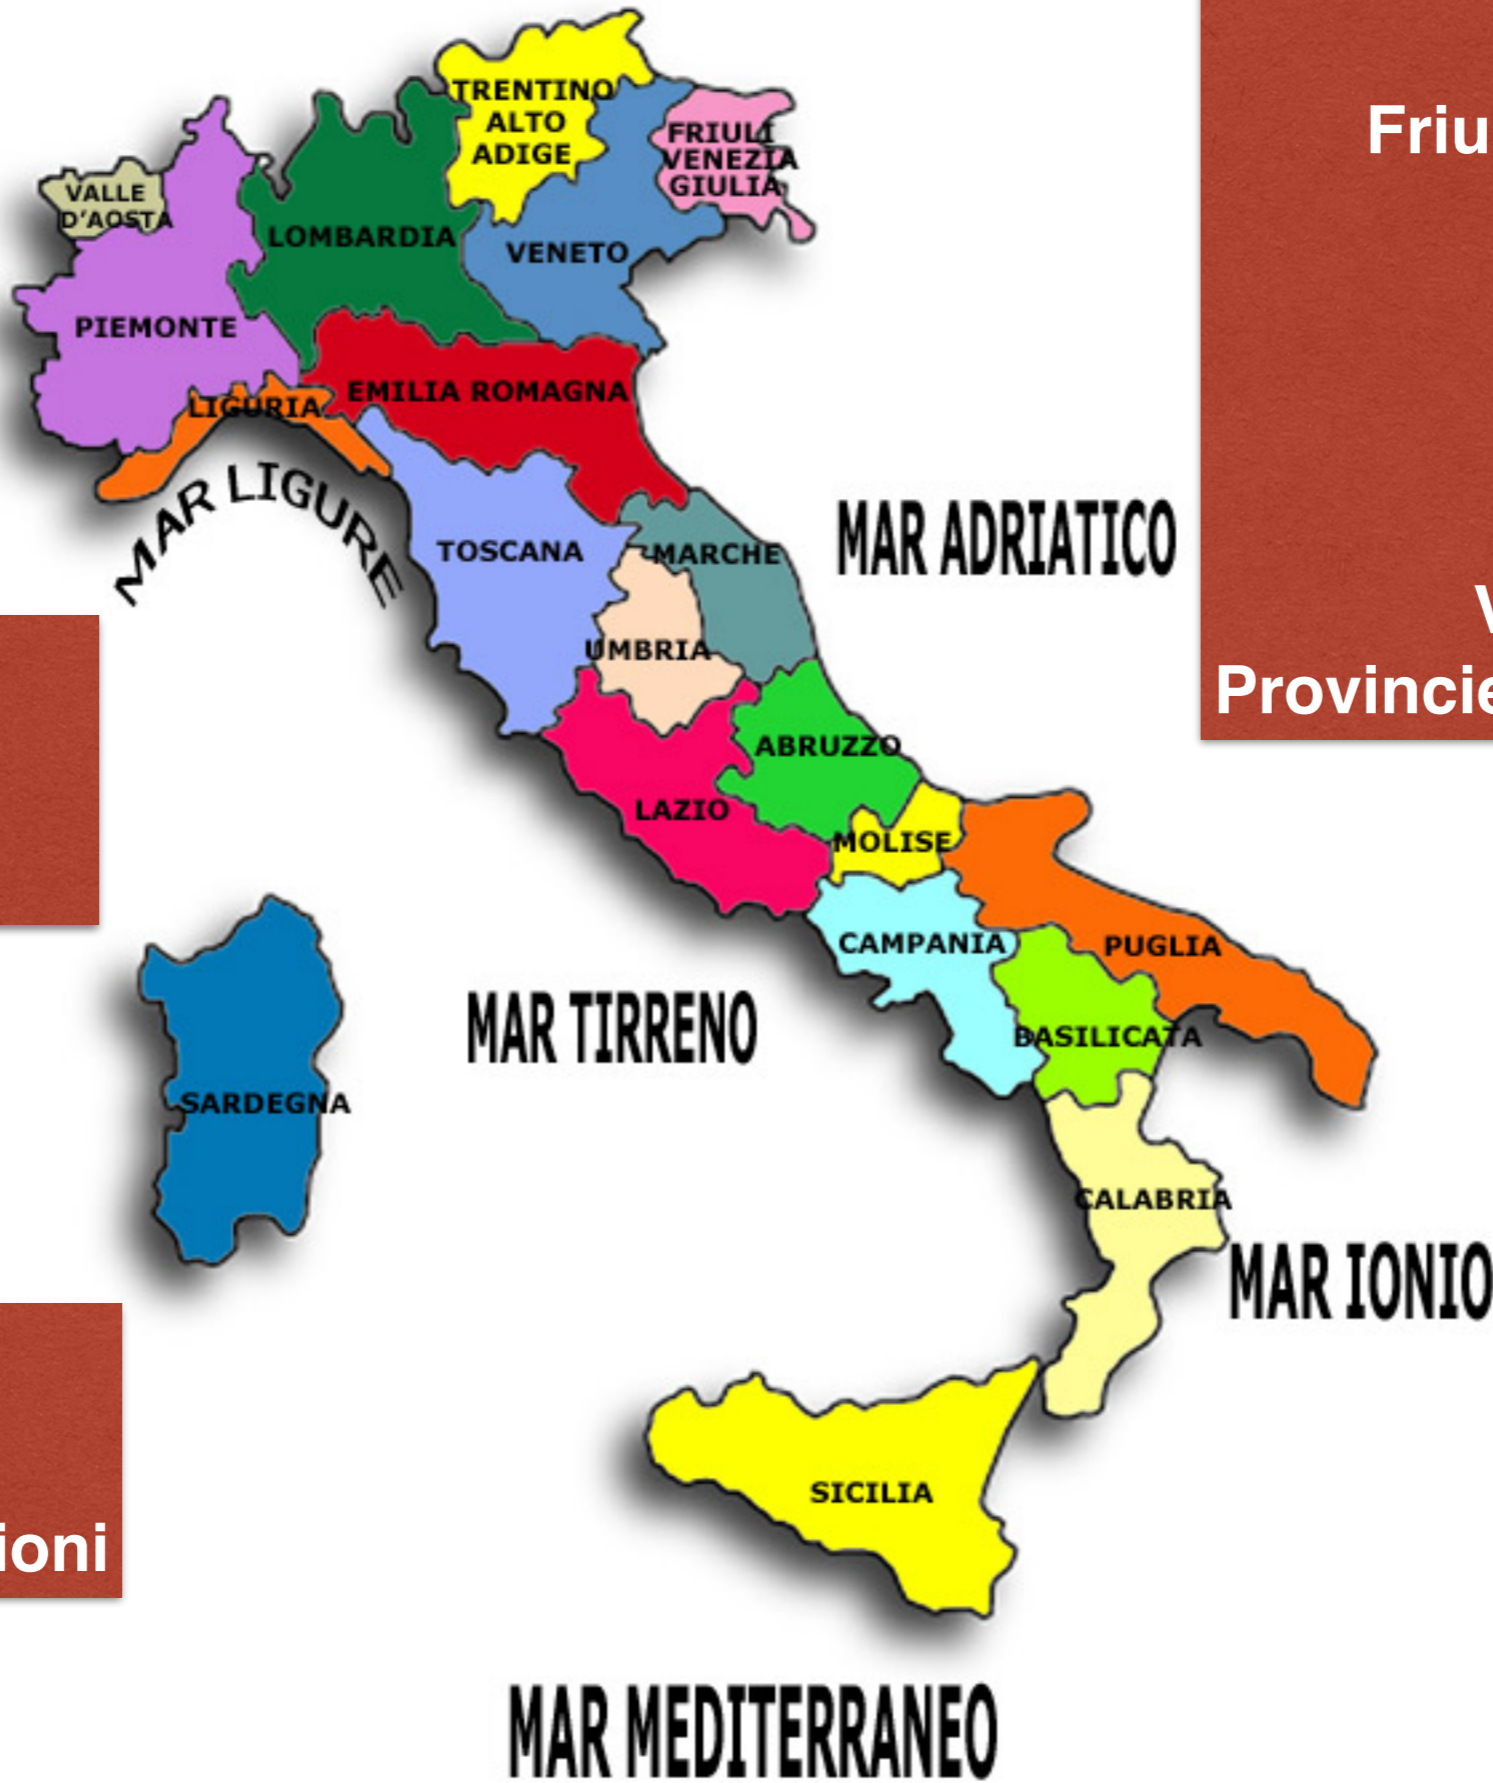 TRENTINO
ALTO
ADIGE
FRIULI
VENEZIA
GIULIA
Friu
VALLE
D'AOSTA
LOMBARDIA
VENETO
PIEMONTE
EMILIA ROMAGNA
LIGURIA
MAR LIGURE
TOSCANA
MARCHE
MAR ADRIATICO
UMBRIA
V
Provincie
ABRUZZO
LAZIO
MOLISE
CAMPANIA
PUGLIA
MAR TIRRENO
BASILICATA
SARDEGNA
CALABRIA
MAR IONIO
SICILIA
ioni
MAR MEDITERRANEO